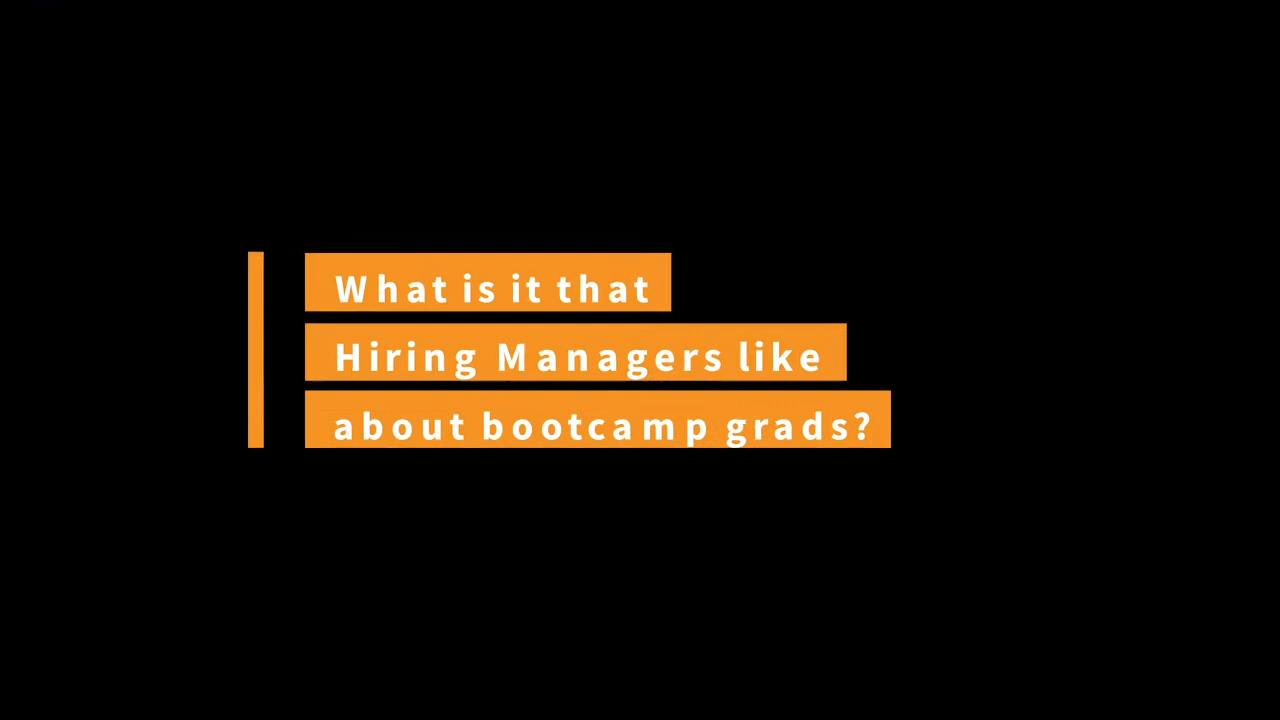 What is it that
Hiring Managers like
about bootcamp grads?